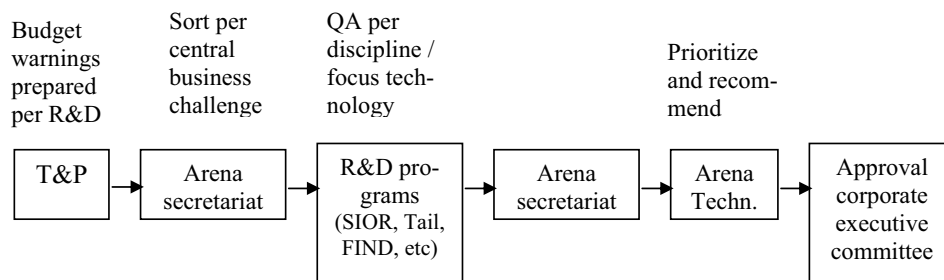 Budget
warnings
prepared
per R&D
Sort per
central
business
challenge
QA per
discipline /
focus tech-
nology
Prioritize
and recom-
mend
T&P
Arena
secretariat
R&D pro-
grams
(SIOR, Tail,
FIND, etc)
Arena
secretariat
Arena
Techn.
Approval
corporate
executive
committee